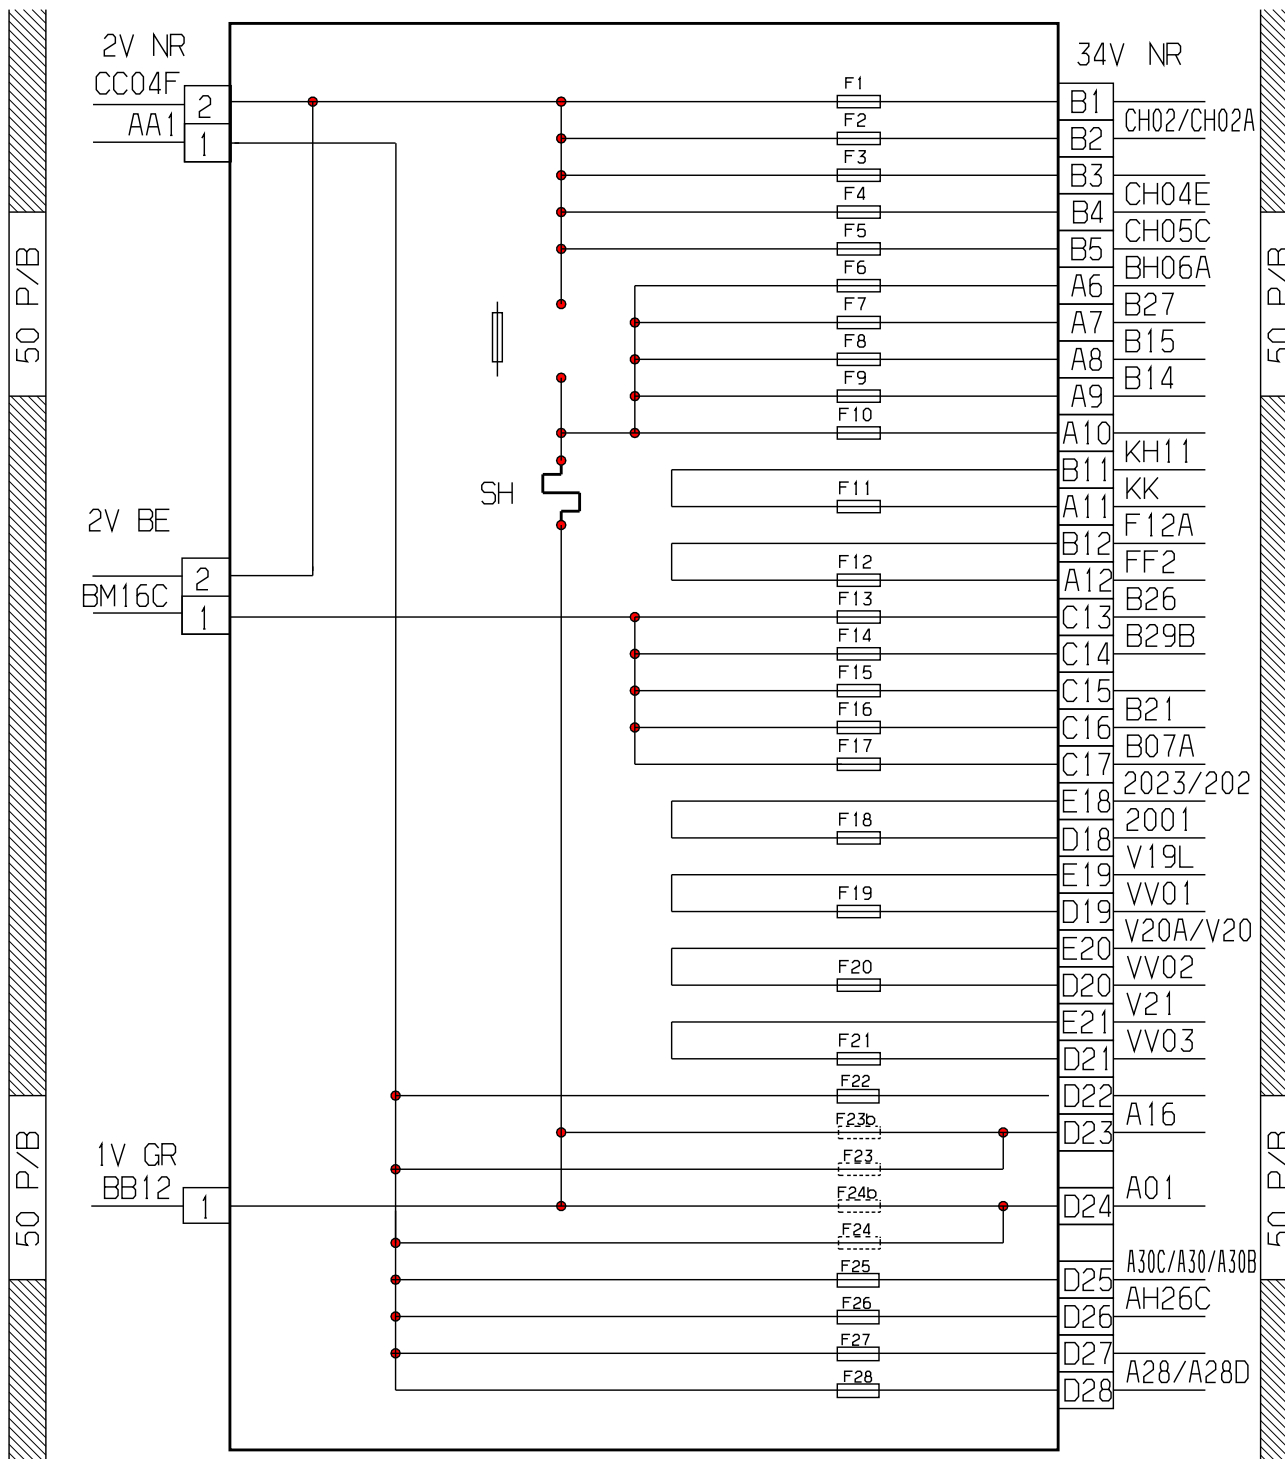 50 P/B
50 P/B
2V NR
CC04F
2
AA1
1
2V BE
2
BM16C
1
1V GR
BB12
1
SH
F1
F2
F3
F4
F5
F6
F7
F8
F9
F10
F11
F12
F13
F14
F15
F16
F17
F18
F19
F20
F21
F22
F23b
F23
F24b
F24
F25
F26
F27
F28
34V NR
B1
CH02/CH02A
B2
B3
CH04E
B4
CH05C
B5
BH06A
A6
B27
A7
B15
A8
B14
A9
A10
KH11
B11
KK
A11
F12A
B12
FF2
A12
B26
C13
B29B
C14
C15
B21
C16
B07A
C17
2023/202
E18
2001
D18
V19L
E19
VV01
D19
V20A/V20
E20
VV02
D20
V21
E21
VV03
D21
D22
A16
D23
A01
D24
A30C/A30/A30B
D25
AH26C
D26
D27
A28/A28D
D28
50 P/B
50 P/B